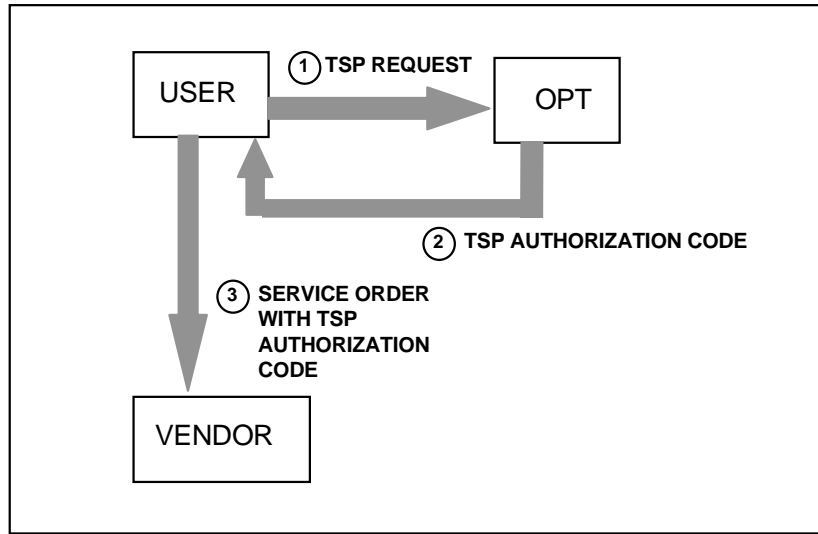 USER
1 TSP REQUEST
OPT
2 TSP AUTHORIZATION CODE
3 SERVICE ORDER
WITH TSP
AUTHORIZATION
CODE
VENDOR